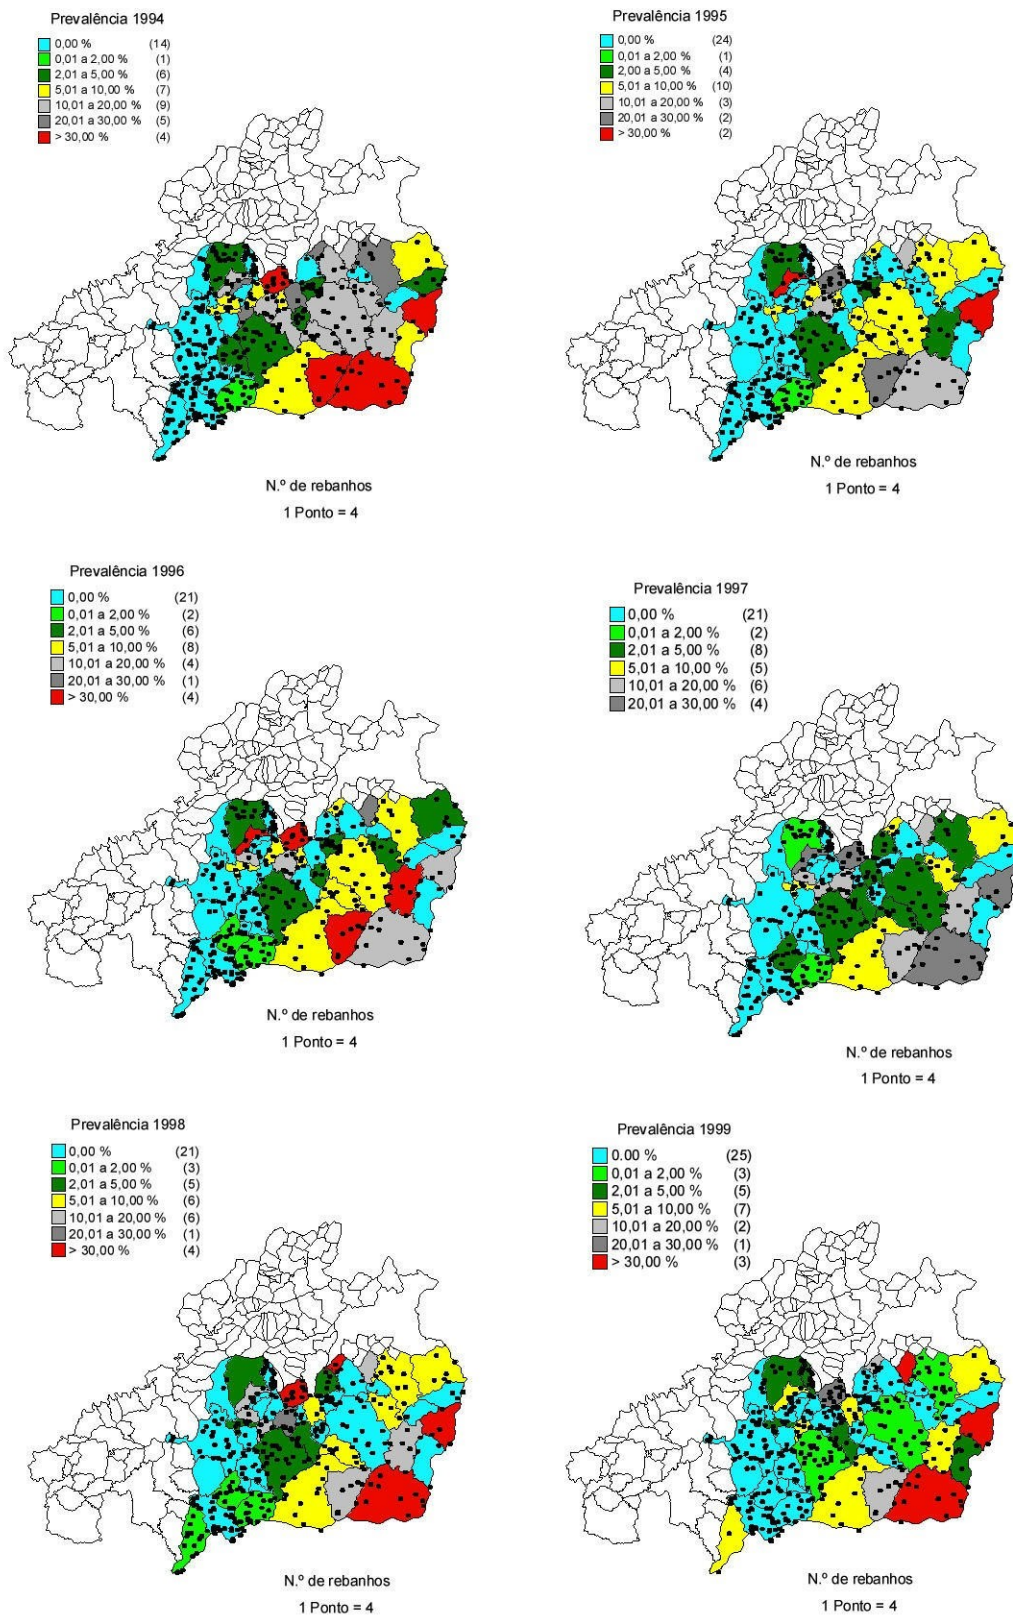 Prevalência 1994
0,00 % (14)
0,01 a 2,00 % (1)
2,01 a 5,00 % (6)
5,01 a 10,00 % (7)
10,01 a 20,00 % (9)
20,01 a 30,00 % (5)
> 30,00 % (4)
N.º de rebanhos
1 Ponto = 4
Prevalência 1995
0,00 % (24)
0,01 a 2,00 % (1)
2,00 a 5,00 % (4)
5,01 a 10,00 % (10)
10,01 a 20,00 % (3)
20,01 a 30,00 % (2)
> 30,00 % (2)
N.º de rebanhos
1 Ponto = 4
Prevalência 1996
0,00 % (21)
0,01 a 2,00 % (2)
2,01 a 5,00 % (6)
5,01 a 10,00 % (8)
10,01 a 20,00 % (4)
20,01 a 30,00 % (1)
> 30,00 % (4)
N.º de rebanhos
1 Ponto = 4
Prevalência 1997
0,00 % (21)
0,01 a 2,00 % (2)
2,01 a 5,00 % (8)
5,01 a 10,00 % (5)
10,01 a 20,00 % (6)
20,01 a 30,00 % (4)
N.º de rebanhos
1 Ponto = 4
Prevalência 1998
0,00 % (21)
0,01 a 2,00 % (3)
2,01 a 5,00 % (5)
5,01 a 10,00 % (6)
10,01 a 20,00 % (6)
20,01 a 30,00 % (1)
> 30,00 % (4)
N.º de rebanhos
1 Ponto = 4
Prevalência 1999
0.00 % (25)
0,01 a 2,00 % (3)
2,01 a 5,00 % (5)
5,01 a 10,00 % (7)
10,01 a 20,00 % (2)
20,01 a 30,00 % (1)
> 30,00 % (3)
N.º de rebanhos
1 Ponto = 4